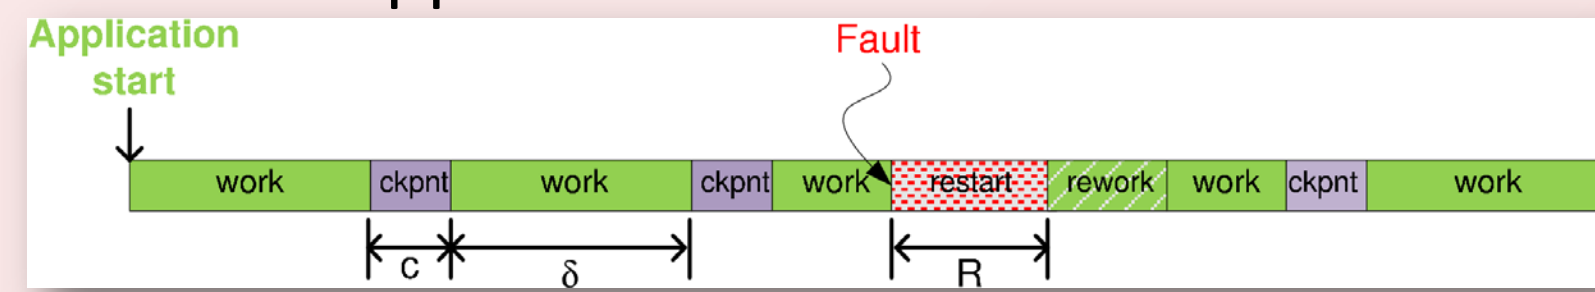 Application
start
Fault
work ckpnt work ckpnt work restart rework work ckpnt work
c δ R